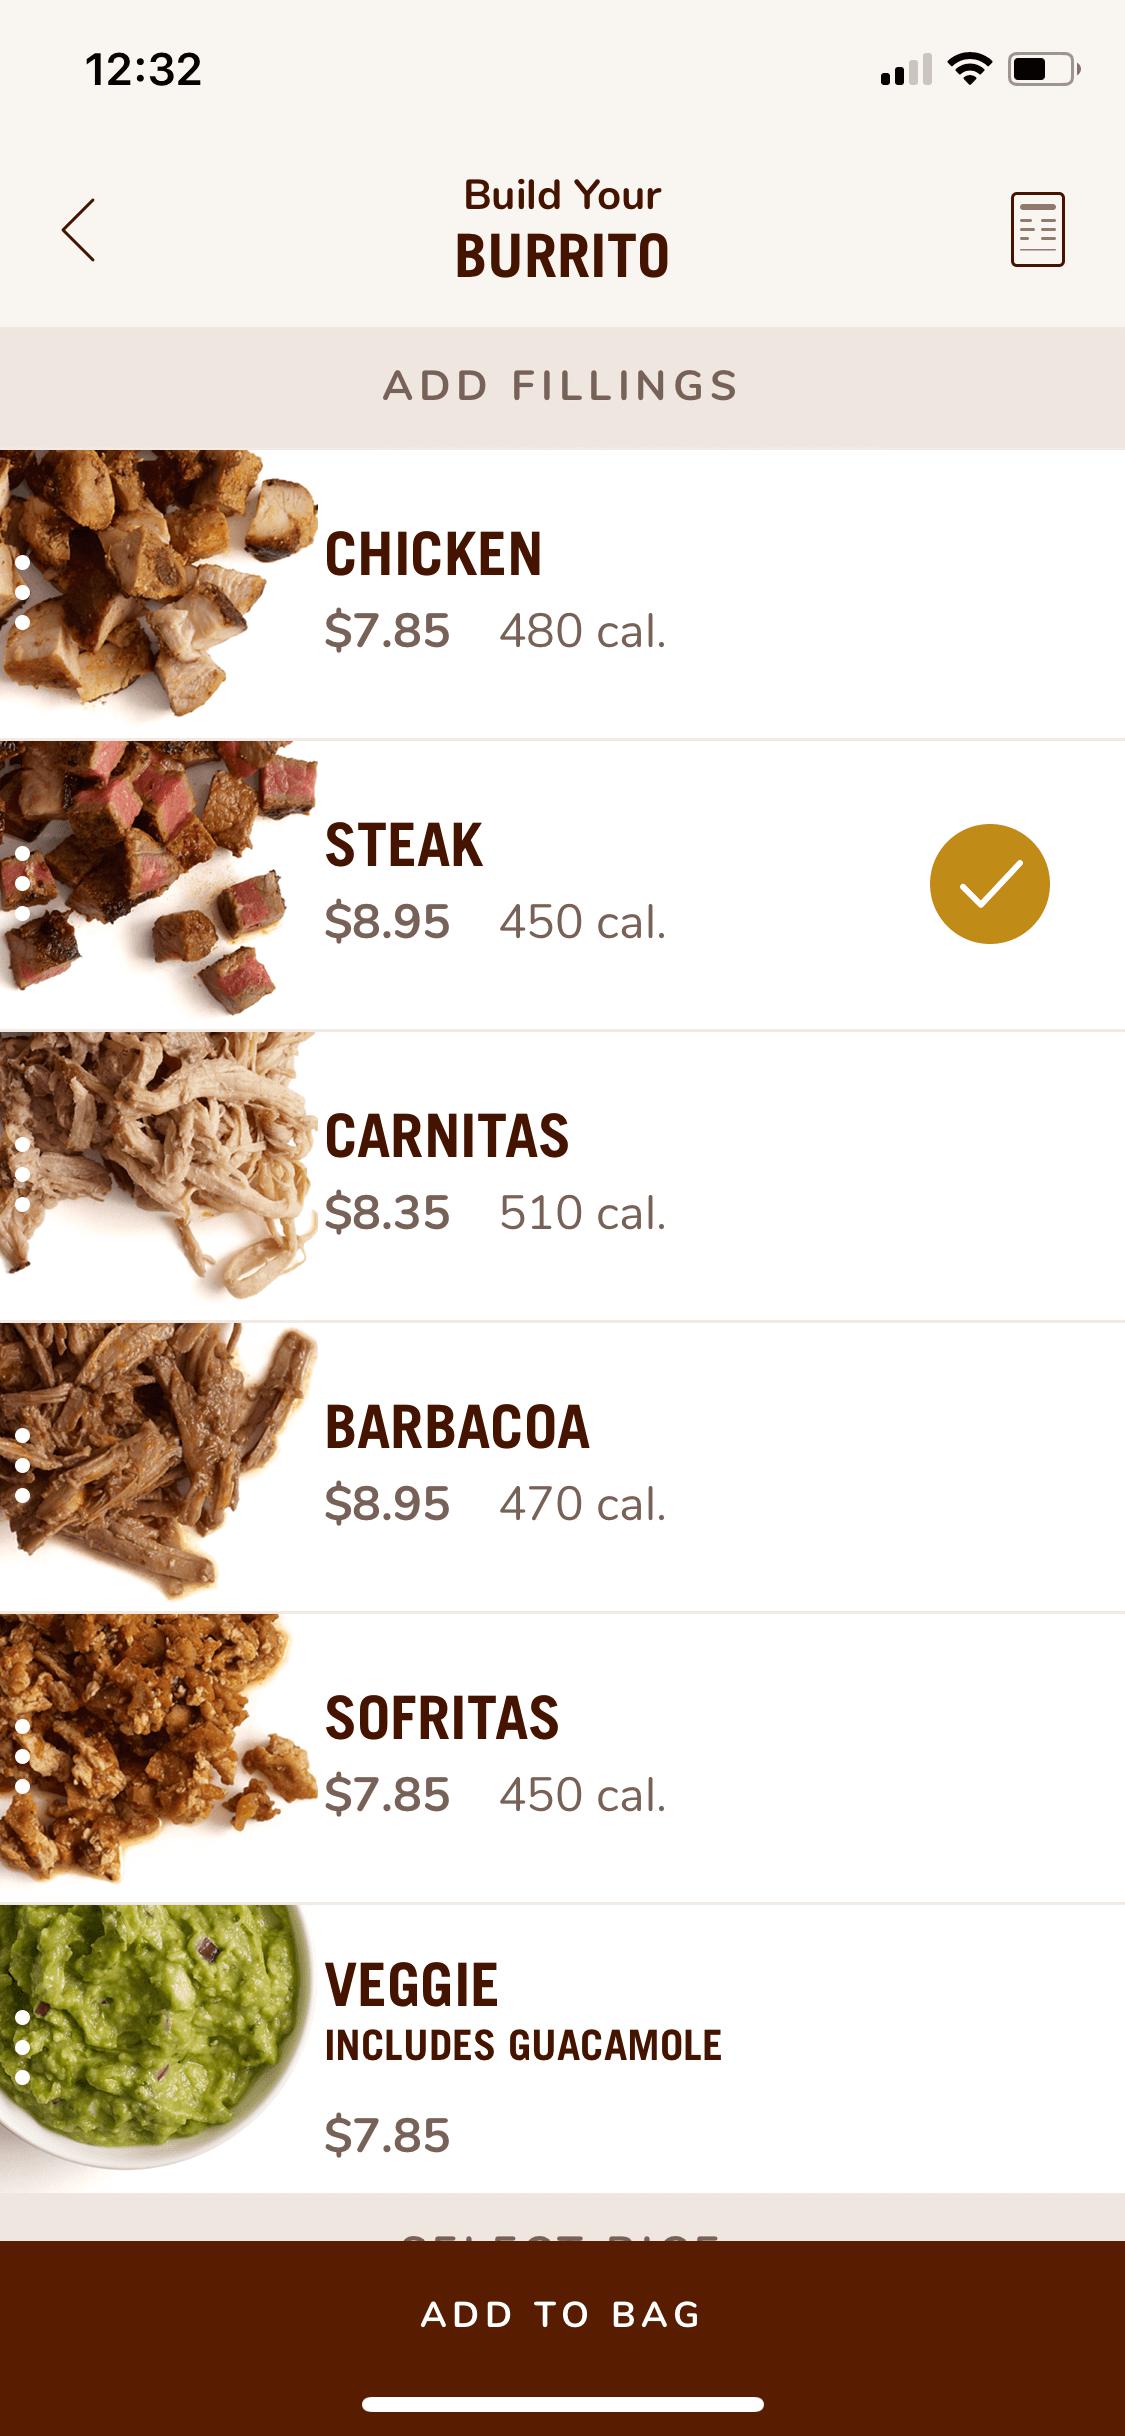 12:32
Build Your
BURRITO
ADD FILLINGS
CHICKEN
$7.85 480 cal.
STEAK
$8.95 450 cal.
CARNITAS
$8.35 510 cal.
BARBACOA
$8.95 470 cal.
SOFRITAS
$7.85 450 cal.
VEGGIE
INCLUDES GUACAMOLE
$7.85
SELECT RICE
ADD TO BAG